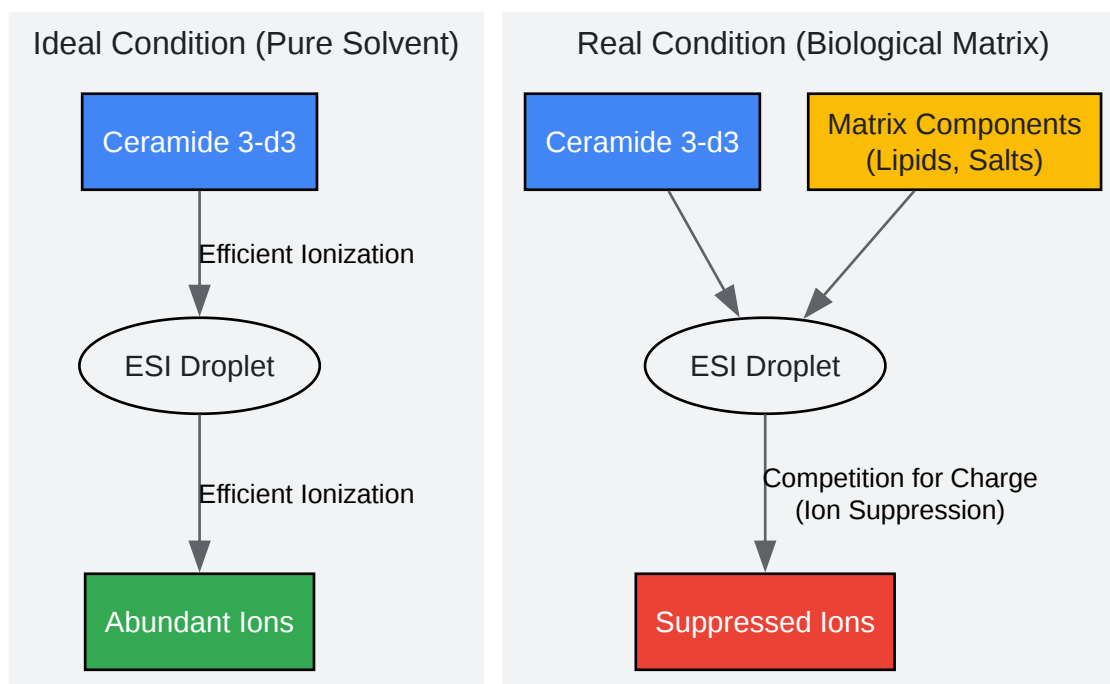 Ideal Condition (Pure Solvent)
Ceramide 3-d3
Efficient Ionization
ESI Droplet
Efficient Ionization
Abundant Ions
Real Condition (Biological Matrix)
Ceramide 3-d3
Matrix Components
(Lipids, Salts)
ESI Droplet
Competition for Charge
(Ion Suppression)
Suppressed Ions